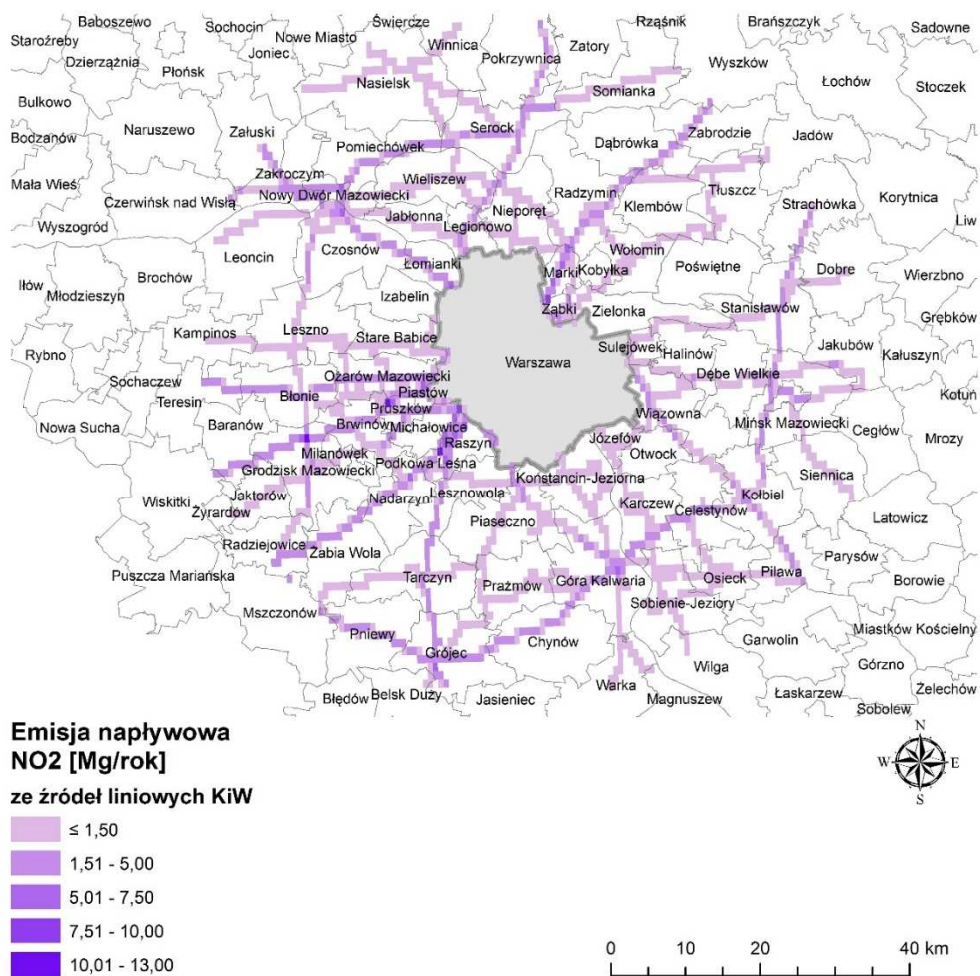 Baboszewo
Sochocin
Świercze
Rząśnik
Brańszczyk
Sadowne
Staroźreby
Nowe Miasto
Winnica
Zatory
Dzierzążnia
Joniec
Pokrzywnica
Wyszków
Płońsk
Łochów
Stoczek
Nasielsk
Somianka
Bulkowo
Naruszewo
Załuski
Serock
Bodzanów
Pomiechówek
Dąbrówka
Zabrodzie
Jadów
Zakroczym
Wieliszew
Mała Wieś
Nowy Dwór Mazowiecki
Radzymin
Tłuszcz
Korytnica
Czerwińsk nad Wisłą
Jabłonna
Nieporęt
Klembów
Strachówka
Wyszogród
Legionowo
Liw
Czosnów
Wołomin
Leoncin
Łomianki
Marki
Kobyłka
Poświętne
Dobre
Brochów
Wierzbno
Iłów
Młodzieszyn
Izabelin
Ząbki
Zielonka
Stanisławów
Grębków
Kampinos
Leszno
Stare Babice
Sulejówek
Jakubów
Rybno
Warszawa
Halinów
Kałuszyn
Sochaczew
Ożarów Mazowiecki
Dębe Wielkie
Teresin
Błonie
Piastów
Kotuń
Pruszków
Wiązowna
Nowa Sucha
Baranów
Brwinów
Michałowice
Mińsk Mazowiecki
Cegłów
Mrozy
Milanówek
Raszyn
Józefów
Otwock
Grodzisk Mazowiecki
Podkowa Leśna
Konstancin-Jeziorna
Siennica
Wiskitki
Jaktorów
Nadarzyn
Lesznowola
Karczew
Kołbiel
Żyrardów
Celestynów
Latowicz
Piaseczno
Radziejowice
Żabia Wola
Parysów
Puszcza Mariańska
Tarczyn
Prażmów
Góra Kalwaria
Osieck
Pilawa
Borowie
Mszczonów
Sobienie-Jeziory
Miastków Kościelny
Pniewy
Chynów
Garwolin
Grójec
Wilga
Górzno
Błędów
Belsk Duży
Jasieniec
Warka
Magnuszew
Łaskarzew
Żelechów
Sobolew
Emisja napływowa
NO2 [Mg/rok]
ze źródeł liniowych KiW
≤ 1,50
1,51 - 5,00
5,01 - 7,50
7,51 - 10,00
10,01 - 13,00
N
W E
S
0 10 20 40 km